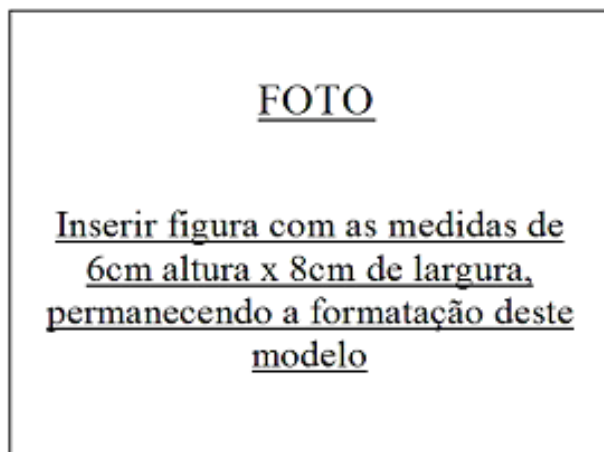 FOTO
Inserir figura com as medidas de
6cm altura x 8cm de largura,
permanecendo a formatação deste
modelo